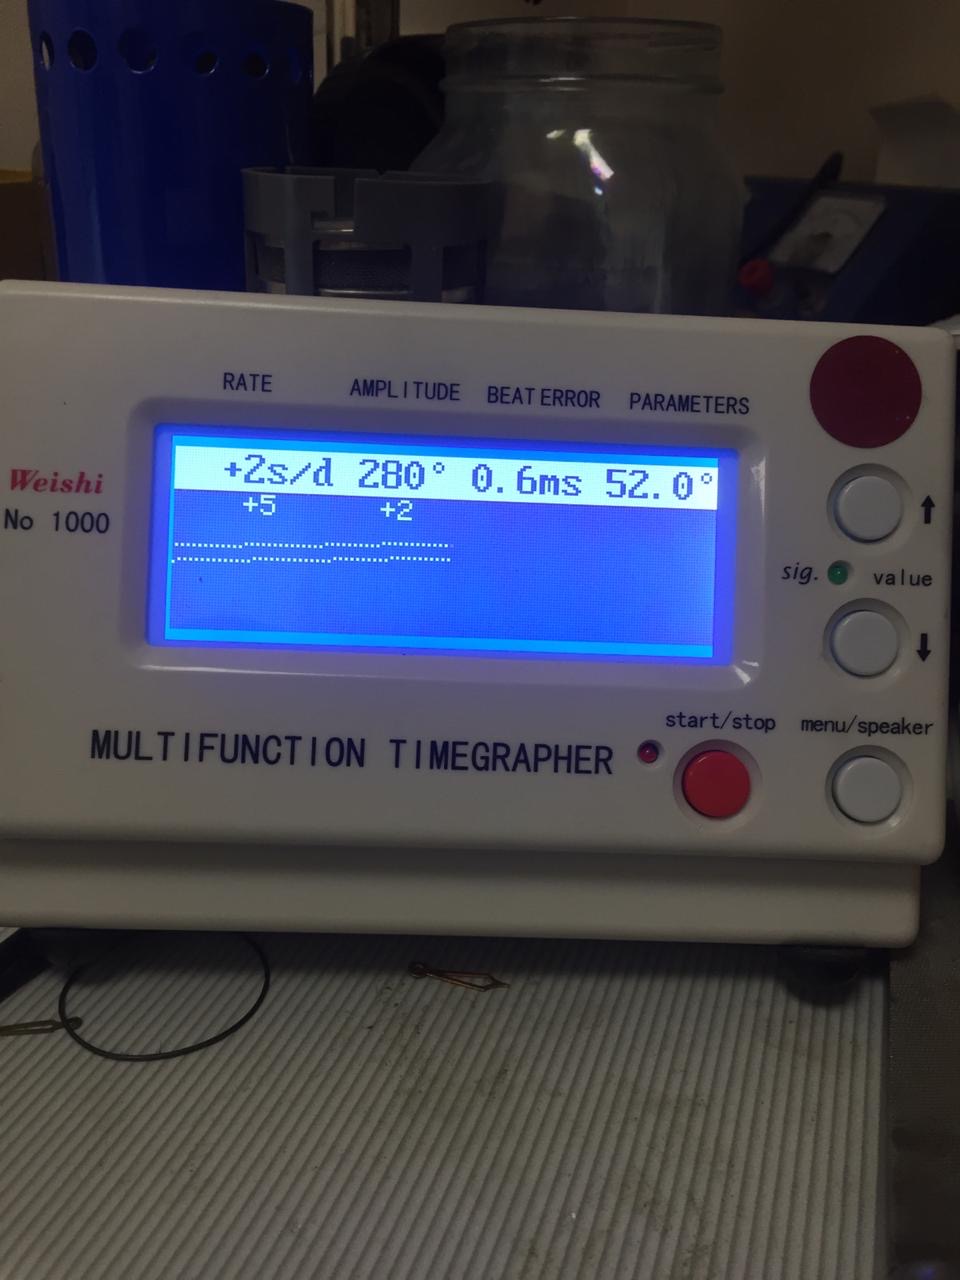 RATE AMPLITUDE BEAT ERROR PARAMETERS
+2s/d 280° 0.6ms 52.0°
+5 +2
Weishi
No 1000
sig. value
start/stop menu/speaker
MULTIFUNCTION TIMEGRAPHER